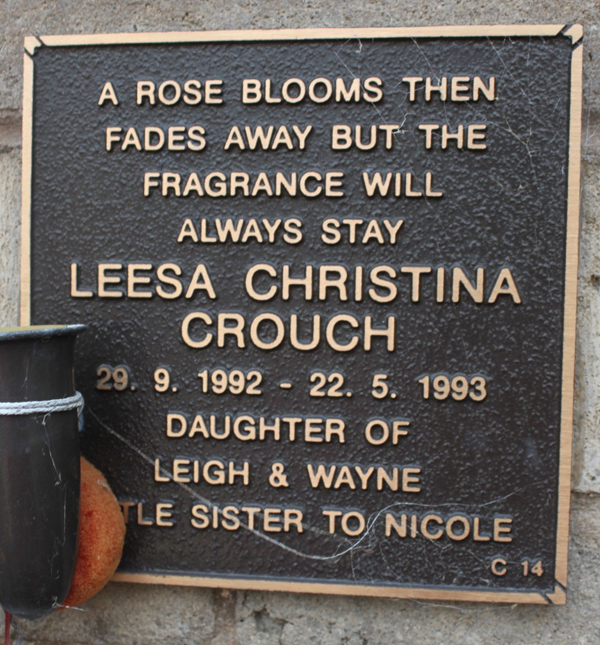 A ROSE BLOOMS THEN
FADES AWAY BUT THE
FRAGRANCE WILL
ALWAYS STAY
LEESA CHRISTINA
CROUCH
29. 9. 1992 - 22. 5. 1993
DAUGHTER OF
LEIGH & WAYNE
SISTER TO NICOLE
C 14